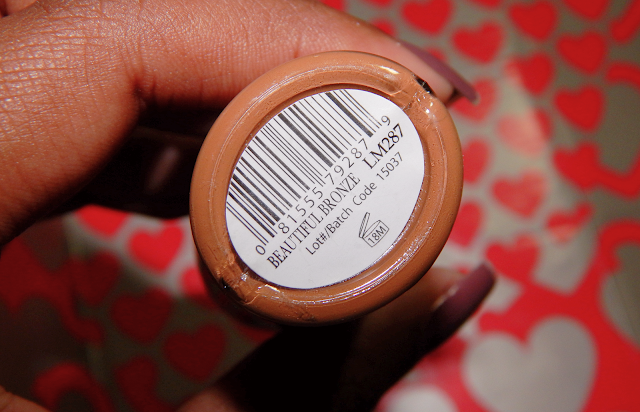 0 81555 79287 9
BEAUTIFUL BRONZE LM287
Lot#/Batch Code 15037
18M